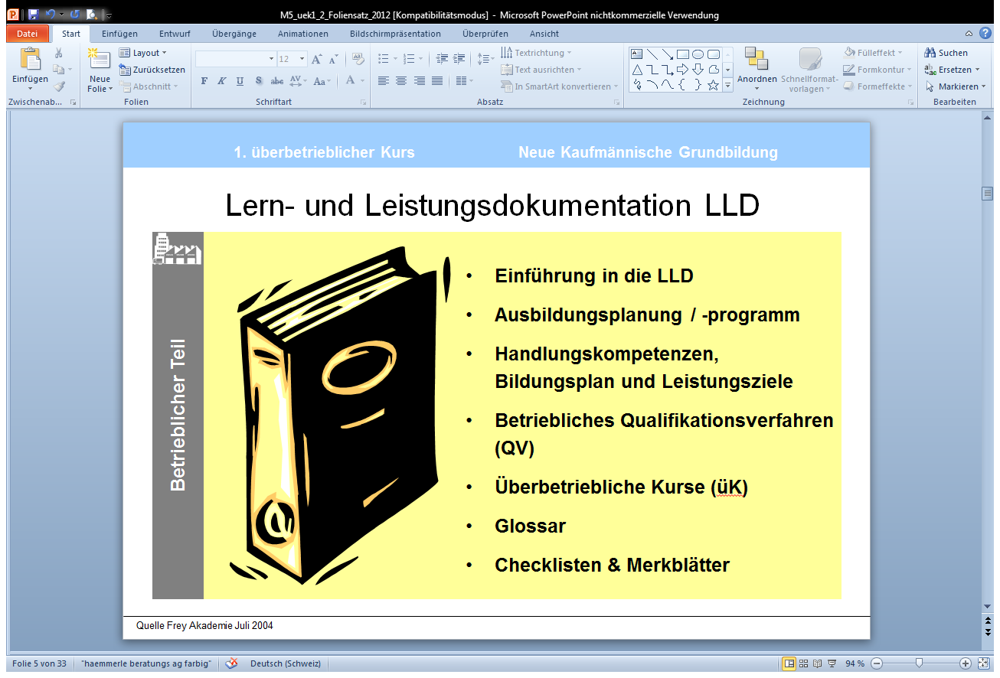 M5_uek1_2_Foliensatz_2012 [Kompatibilitätsmodus] - Microsoft PowerPoint nichtkommerzielle Verwendung
Datei Start Einfügen Entwurf Übergänge Animationen Bildschirmpräsentation Überprüfen Ansicht
Einfügen
Zwischenab...
Neue Folie
Layout
Zurücksetzen
Abschnitt
Folien
12
F K U S abc AV Aa A
Schriftart
Textrichtung
Text ausrichten
In SmartArt konvertieren
Absatz
Anordnen
Schnellformat-
vorlagen
Fülleffekt
Formkontur
Formeffekte
Zeichnung
Suchen
Ersetzen
Markieren
Bearbeiten
1. überbetrieblicher Kurs Neue Kaufmännische Grundbildung
Lern- und Leistungsdokumentation LLD
Betrieblicher Teil
• Einführung in die LLD
• Ausbildungsplanung / -programm
• Handlungskompetenzen,
Bildungsplan und Leistungsziele
• Betriebliches Qualifikationsverfahren
(QV)
• Überbetriebliche Kurse (üK)
• Glossar
• Checklisten & Merkblätter
Quelle Frey Akademie Juli 2004
Folie 5 von 33 "haemmerle beratungs ag farbig" Deutsch (Schweiz) 94 %